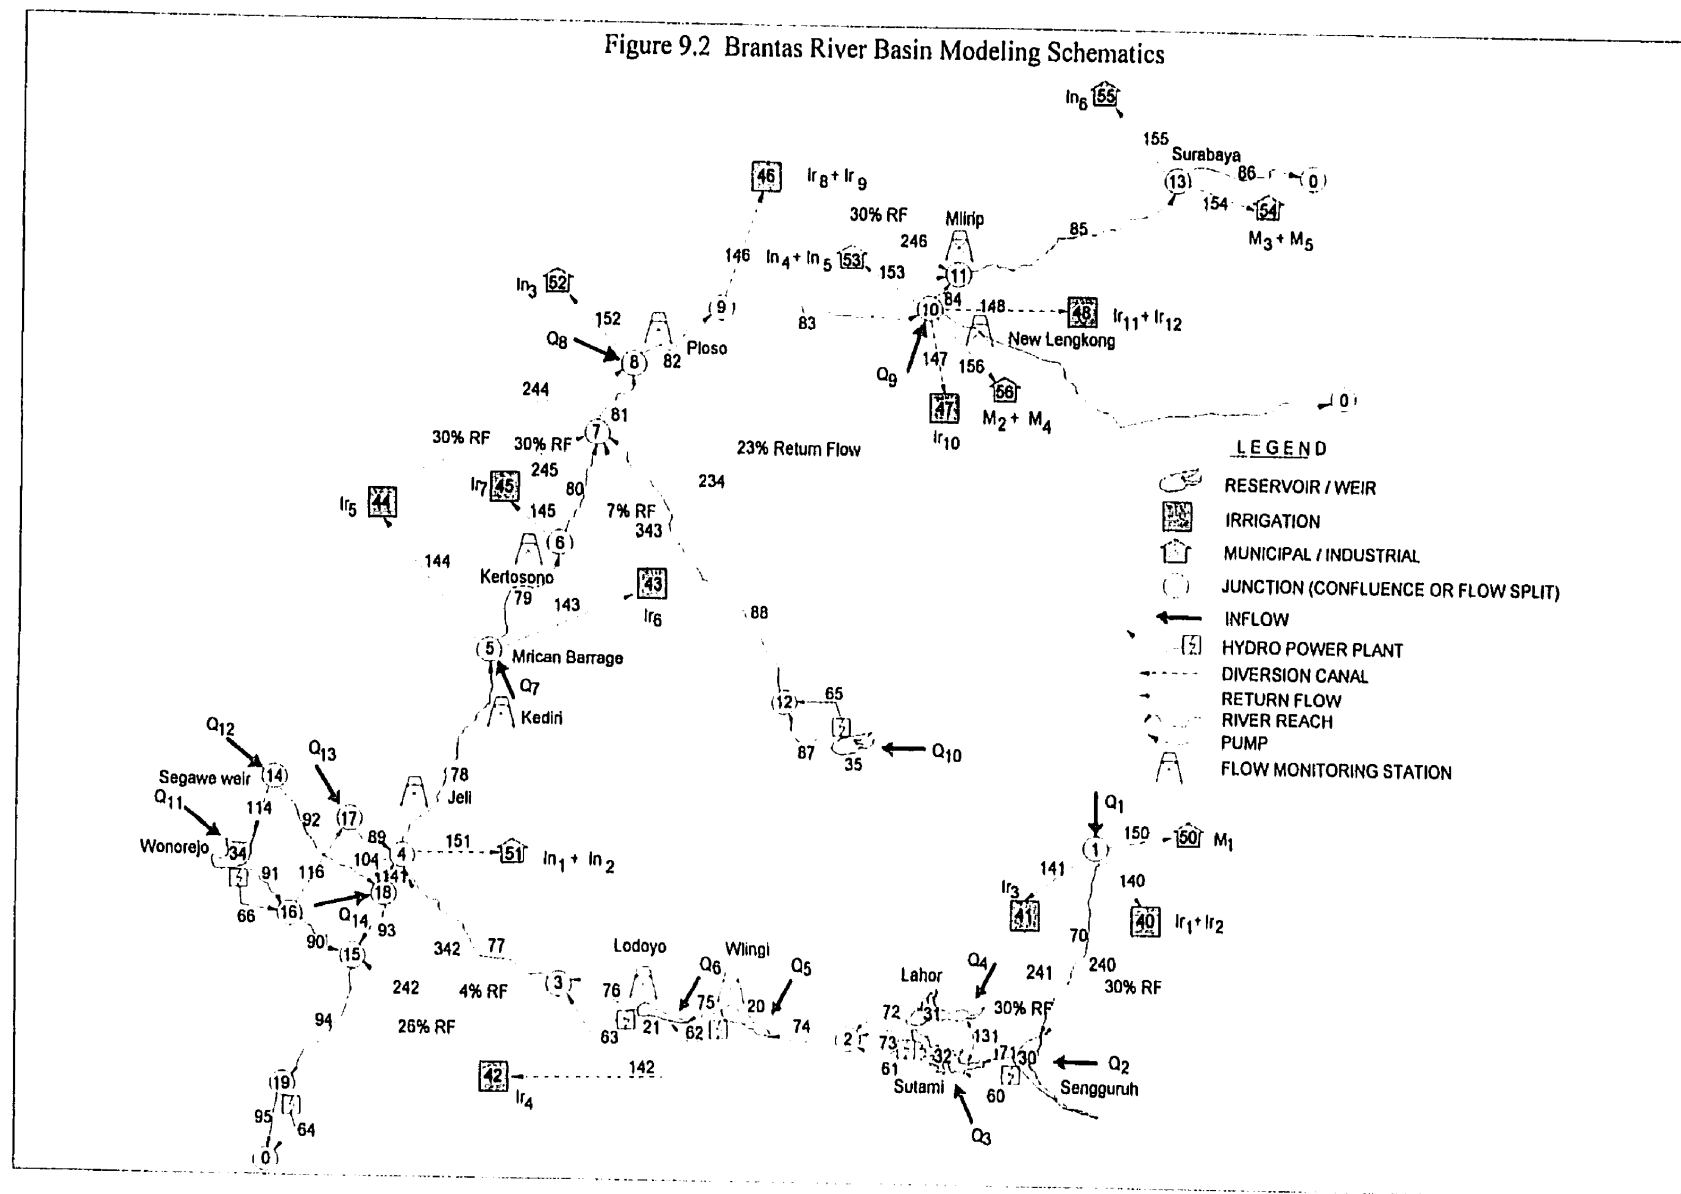 Figure 9.2 Brantas River Basin Modeling Schematics
In6 55
155
Surabaya
13
86
0
154
54
M3 + M5
46
Ir8 + Ir9
30% RF
Mlirip
246
85
146
In4 + In5 53
153
11
In3 52
9
10
84
148
48
Ir11 + Ir12
83
152
Q8
8
82
Ploso
New Lengkong
147
156
Q9
56
M2 + M4
47
Ir10
0
244
81
7
30% RF
30% RF
245
23% Return Flow
234
Ir7 45
80
Ir5 44
145
7% RF
343
6
144
Kertosono
79
143
43
Ir6
88
5
Mrican Barrage
Q7
Kediri
12
65
87
35
Q10
LEGEND
RESERVOIR / WEIR
IRRIGATION
MUNICIPAL / INDUSTRIAL
JUNCTION (CONFLUENCE OR FLOW SPLIT)
INFLOW
HYDRO POWER PLANT
DIVERSION CANAL
RETURN FLOW
RIVER REACH
PUMP
FLOW MONITORING STATION
Q12
Q13
Segawe weir
14
78
Jeli
Q11
114
92
17
89
Wonorejo
34
4
151
51
In1 + In2
104
91
116
18
66
16
Q14
93
90
15
342
77
242
4% RF
3
94
26% RF
19
95
64
0
Lodoyo
Wlingi
Q6
Q5
76
75
20
21
62
74
63
42
142
Ir4
2
Lahor
Q4
72
31
30% RF
73
32
131
71
30
61
Sutami
60
Sengguruh
Q2
Q3
Q1
1
150
50
M1
141
140
Ir3
41
40
Ir1 + Ir2
70
241
240
30% RF